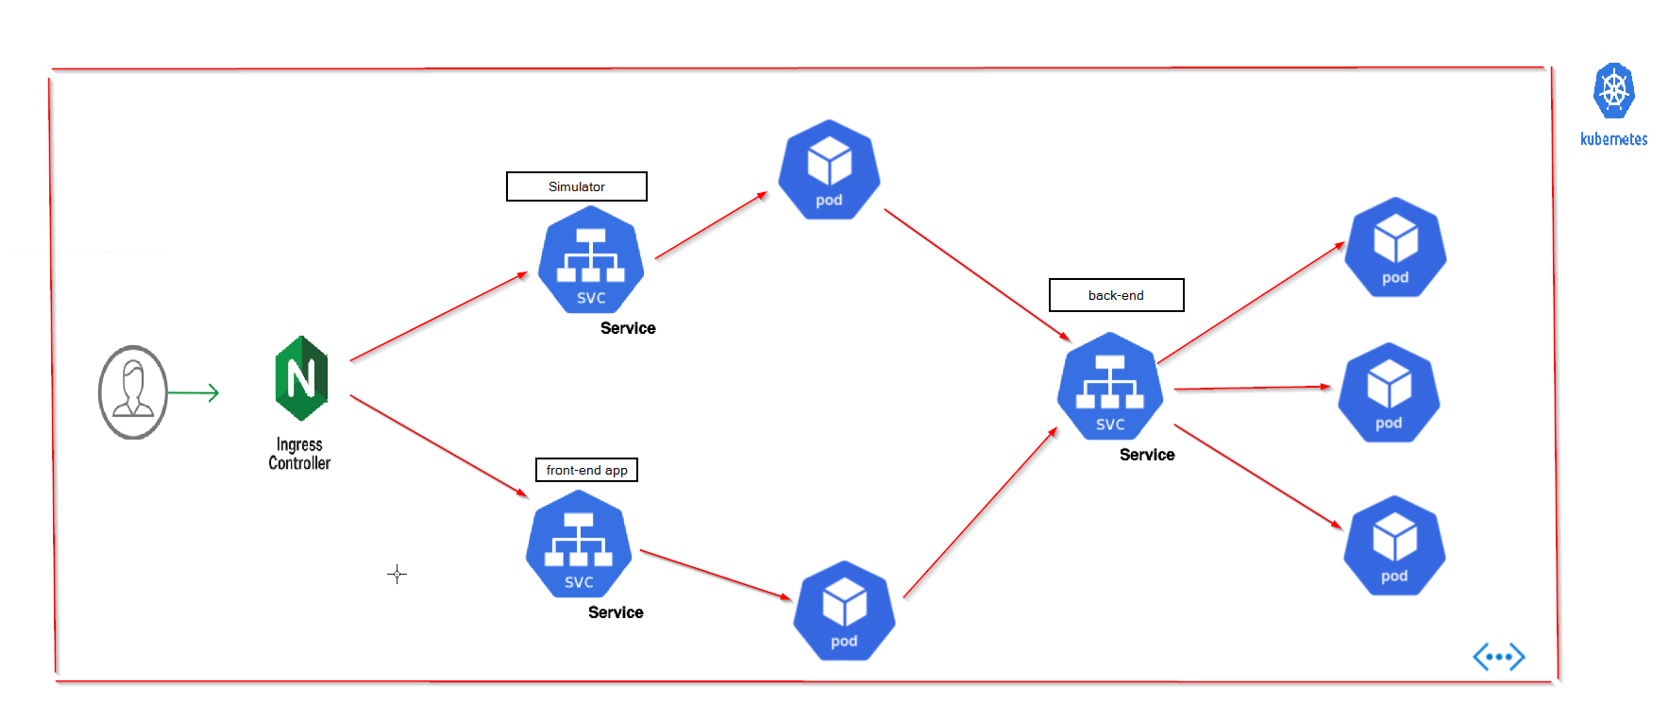 kubernetes
Simulator
pod
svc
Service
back-end
pod
svc
Service
pod
Ingress
Controller
front-end app
svc
Service
pod
pod